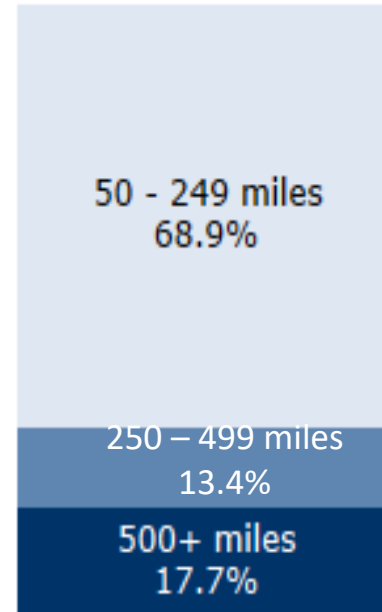 50 - 249 miles
68.9%
250 – 499 miles
13.4%
500+ miles
17.7%